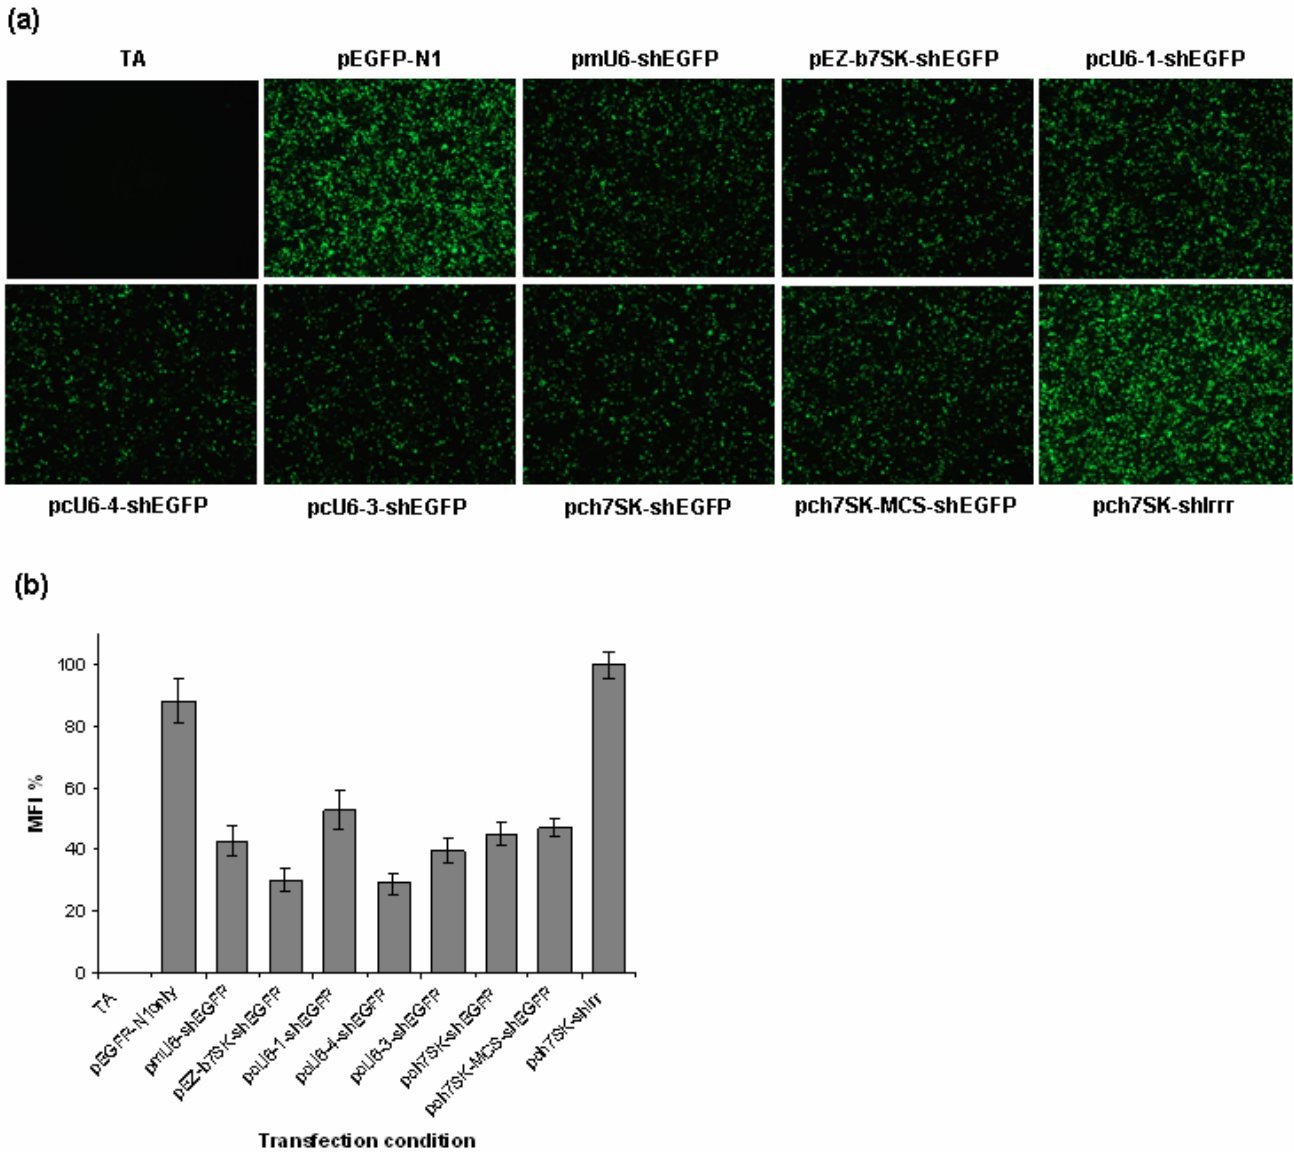 (a)
TA pEGFP-N1 pmU6-shEGFP pEZ-b7SK-shEGFP pcU6-1-shEGFP
pcU6-4-shEGFP pcU6-3-shEGFP pch7SK-shEGFP pch7SK-MCS-shEGFP pch7SK-shIrrr
(b)
100
80
60
40
20
0
MFI %
TA
pEGFP-N1only
pmU6-shEGFP
pEZ-b7SK-shEGFP
pcU6-1-shEGFP
pcU6-4-shEGFP
pcU6-3-shEGFP
pch7SK-shEGFP
pch7SK-MCS-shEGFP
pch7SK-shIrr
Transfection condition